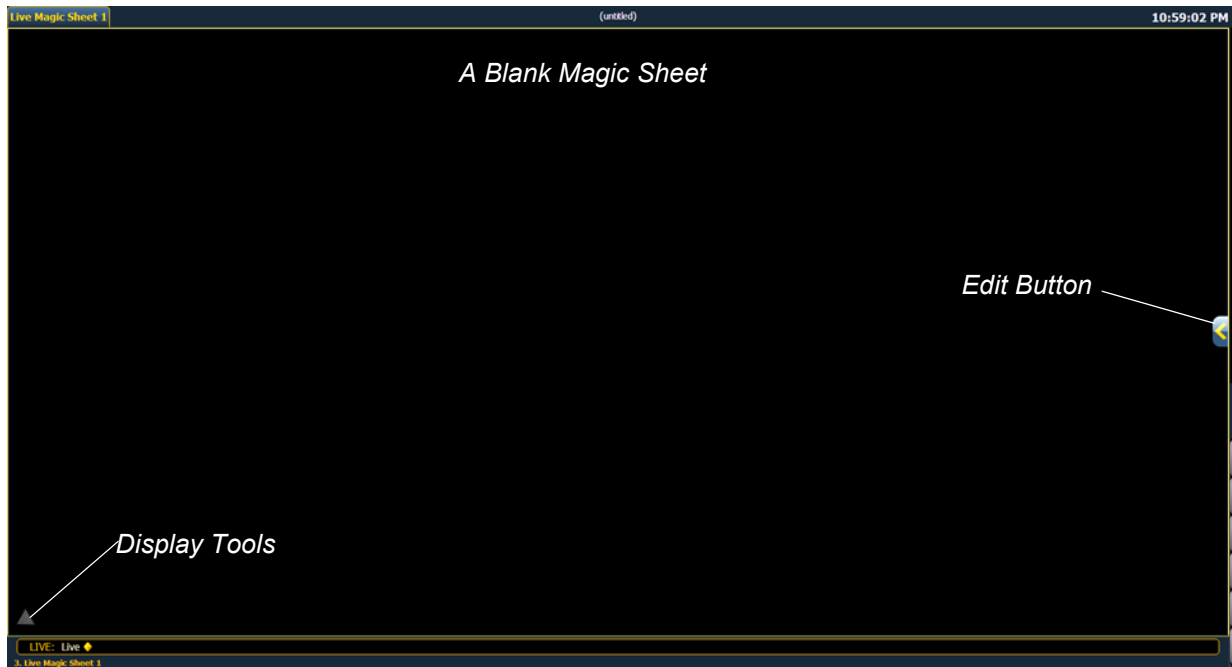 Live Magic Sheet 1
(untitled)
10:59:02 PM
A Blank Magic Sheet
Edit Button
Display Tools
LIVE: Live
3. Live Magic Sheet 1